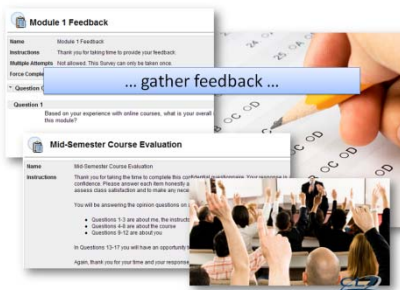 Module 1 Feedback
Name Module 1 Feedback
Instructions Thank you for taking time to provide your feedback.
Multiple Attempts Not allowed. This Survey can only be taken once.
Force Comple
... gather feedback ...
Question
Question 1
Based on your experience with online courses, what is your overall
this module?
Mid-Semester Course Evaluation
Name Mid-Semester Course Evaluation
Instructions Thank you for taking the time to complete this confidential questionnaire. Your response is
confidence. Please answer each item honestly a
assess class satisfaction and to make any nece
You will be answering the opinion questions on
Questions 1-3 are about me, the instruct
Questions 4-8 are about the course
Questions 9-12 are about you
In Questions 13-17 you will have an opportunity t
Again, thank you for your time and your response